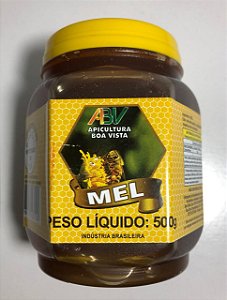 ABV
APICULTURA
BOA VISTA
MEL
PESO LÍQUIDO: 500g
INDÚSTRIA BRASILEIRA